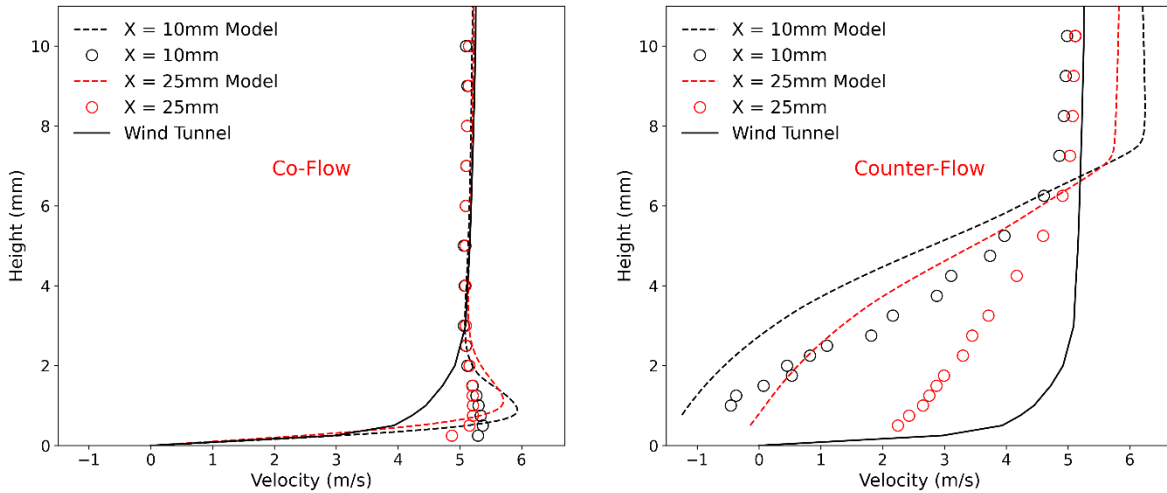 X = 10mm Model
X = 10mm
X = 25mm Model
X = 25mm
Wind Tunnel
Co-Flow
Height (mm)
10
8
6
4
2
0
−1 0 1 2 3 4 5 6
Velocity (m/s)
X = 10mm Model
X = 10mm
X = 25mm Model
X = 25mm
Wind Tunnel
Counter-Flow
Height (mm)
10
8
6
4
2
0
−1 0 1 2 3 4 5 6
Velocity (m/s)